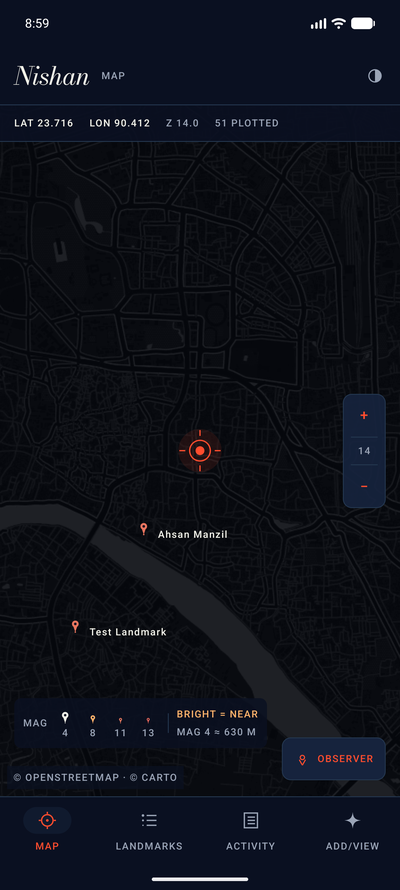 8:59
Nishan MAP
LAT 23.716 LON 90.412 Z 14.0 51 PLOTTED
+
14
−
Ahsan Manzil
Test Landmark
MAG 4 8 11 13
BRIGHT = NEAR
MAG 4 ≈ 630 M
OBSERVER
© OPENSTREETMAP · © CARTO
MAP LANDMARKS ACTIVITY ADD/VIEW